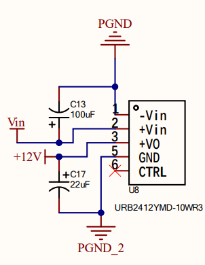 PGND
C13
100uF
Vin
+12V
C17
22uF
1 -Vin
2 +Vin
3 +VO
5 GND
6 CTRL
U8
URB2412YMD-10WR3
PGND_2